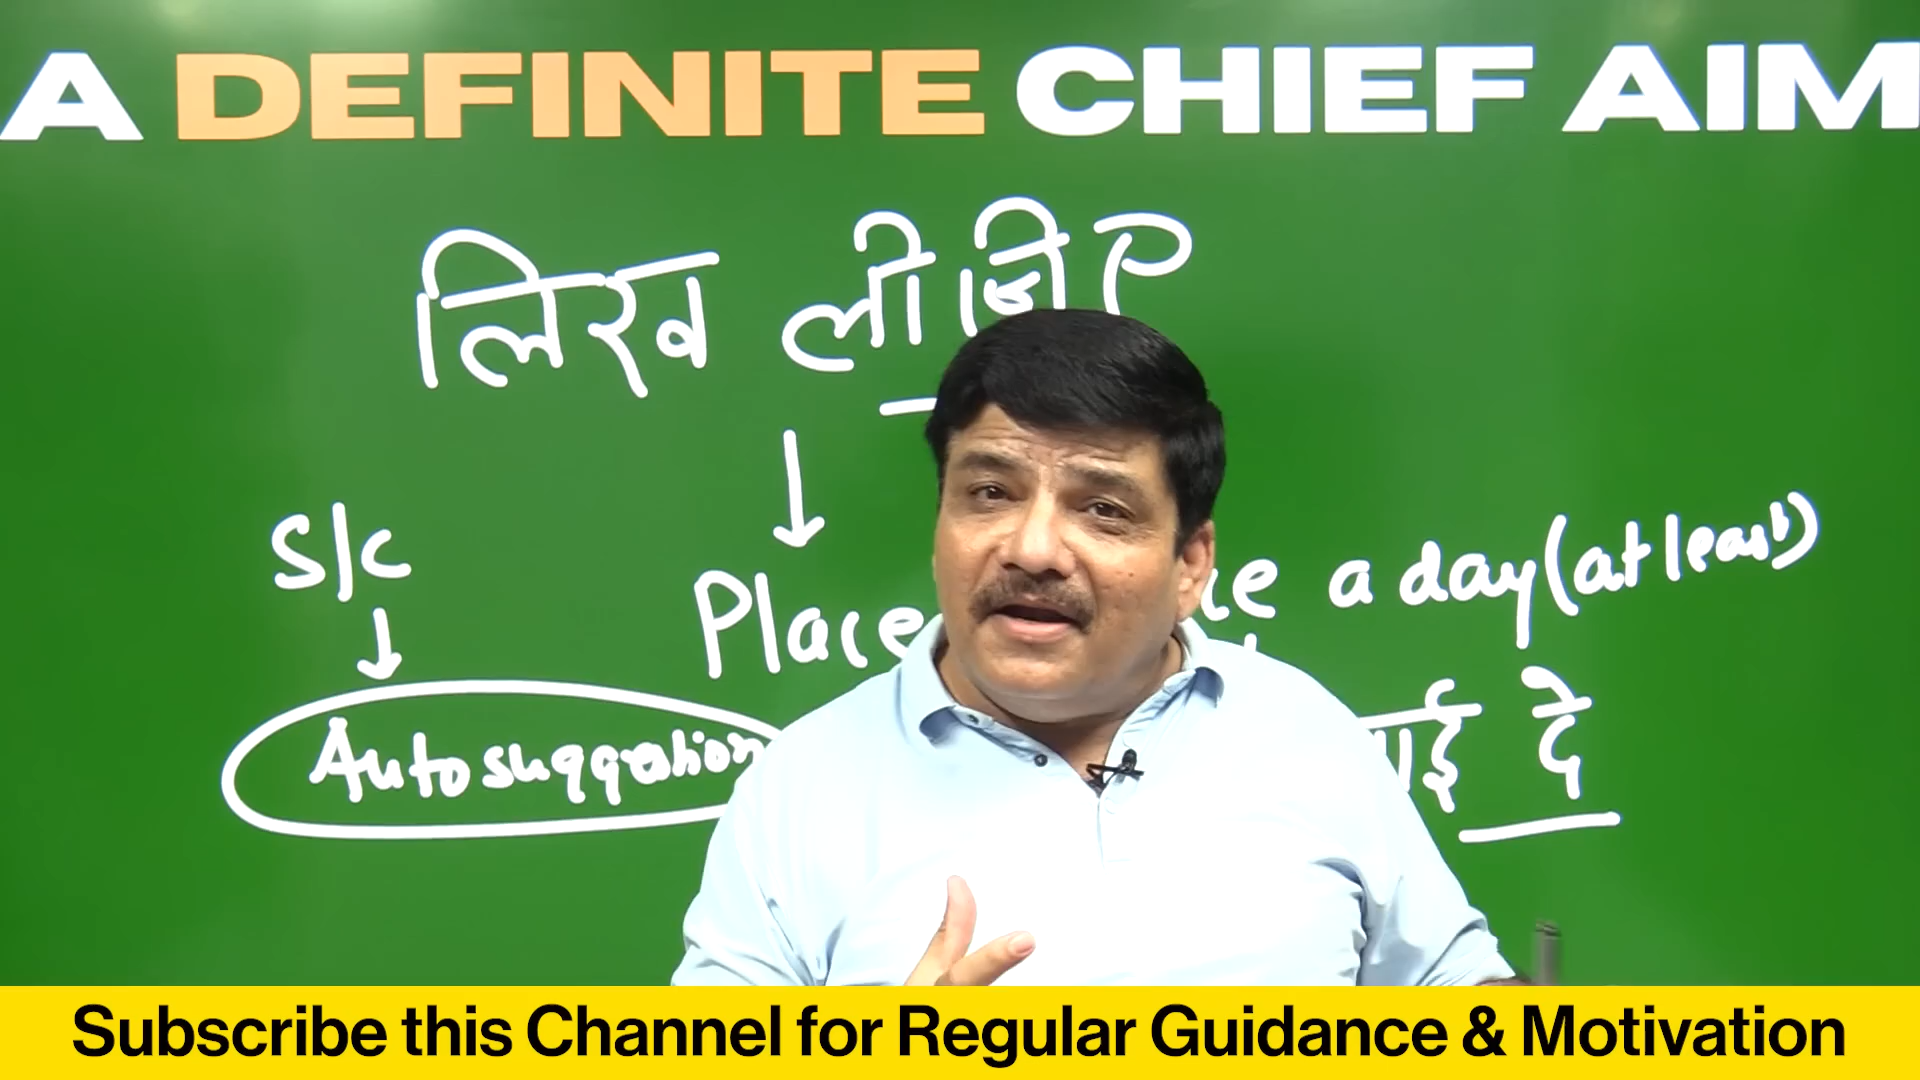 A DEFINITE CHIEF AIM
लिख लीजिए
S/C
Place a day (at least)
Autosuggestion
दे
Subscribe this Channel for Regular Guidance & Motivation